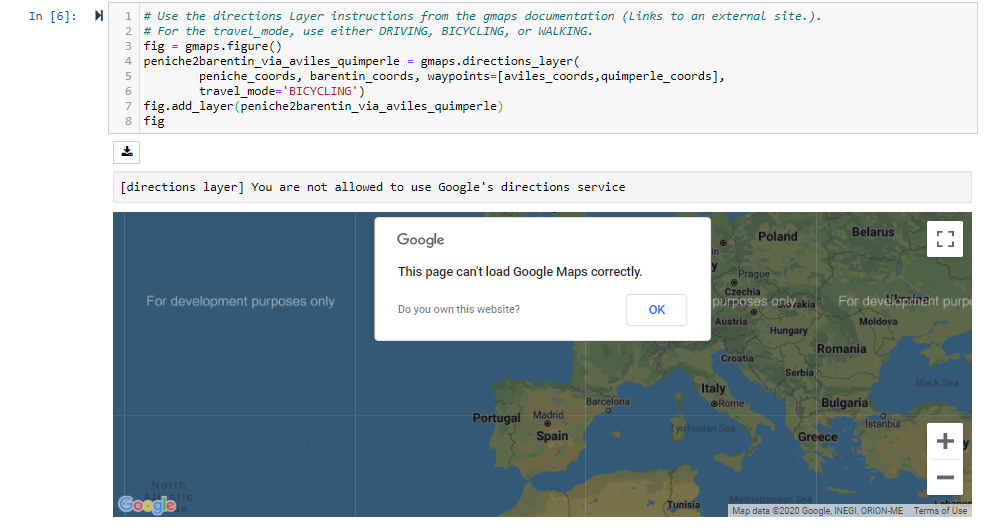 In [6]:
1 # Use the directions Layer instructions from the gmaps documentation (Links to an external site.).
2 # For the travel_mode, use either DRIVING, BICYCLING, or WALKING.
3 fig = gmaps.figure()
4 peniche2barentin_via_aviles_quimperle = gmaps.directions_layer(
5 peniche_coords, barentin_coords, waypoints=[aviles_coords,quimperle_coords],
6 travel_mode='BICYCLING')
7 fig.add_layer(peniche2barentin_via_aviles_quimperle)
8 fig
[directions layer] You are not allowed to use Google's directions service
Google
This page can't load Google Maps correctly.
Do you own this website?
OK
For development purposes only
purposes only
For development purpo
Poland
Belarus
Prague
Czechia
Slovakia
Ukraine
Austria
Moldova
Hungary
Romania
Croatia
Serbia
Black Sea
Italy
Barcelona
Rome
Bulgaria
Portugal
Madrid
Spain
Tyrrhenian Sea
Istanbul
Greece
North
Atlantic
Tunisia
Mediterranean Sea
Lebanon
Google
Map data ©2020 Google, INEGI, ORION-ME
Terms of Use